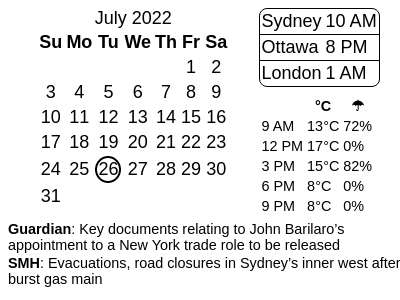 July 2022
Su Mo Tu We Th Fr Sa
1 2
3 4 5 6 7 8 9
10 11 12 13 14 15 16
17 18 19 20 21 22 23
24 25 26 27 28 29 30
31
Sydney 10 AM
Ottawa 8 PM
London 1 AM
°C ☂
9 AM 13°C 72%
12 PM 17°C 0%
3 PM 15°C 82%
6 PM 8°C 0%
9 PM 8°C 0%
Guardian: Key documents relating to John Barilaro’s
appointment to a New York trade role to be released
SMH: Evacuations, road closures in Sydney’s inner west after
burst gas main